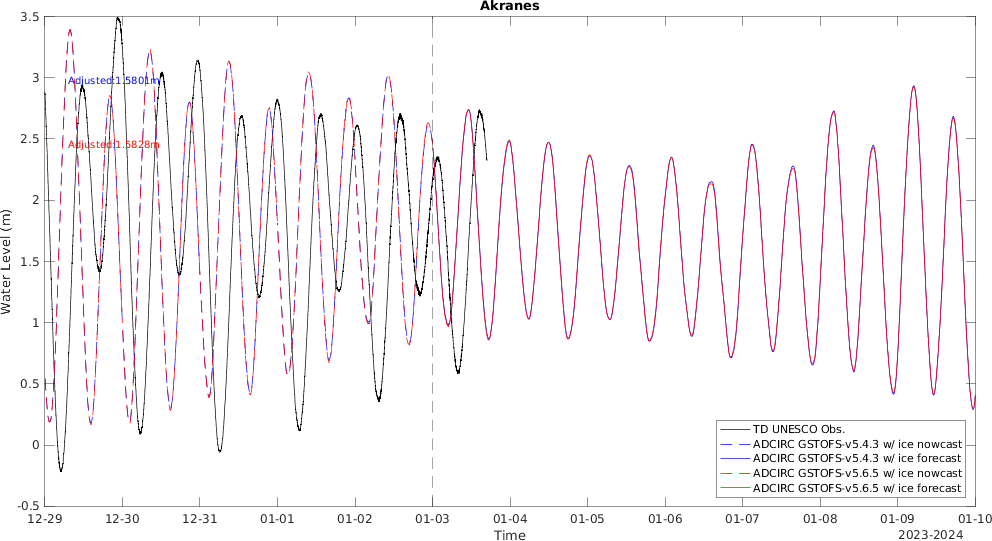 Akranes
Water Level (m)
3.5
3
2.5
2
1.5
1
0.5
0
-0.5
Adjusted:1.5801m
Adjusted:1.5828m
TD UNESCO Obs.
ADCIRC GSTOFS-v5.4.3 w/ ice nowcast
ADCIRC GSTOFS-v5.4.3 w/ ice forecast
ADCIRC GSTOFS-v5.6.5 w/ ice nowcast
ADCIRC GSTOFS-v5.6.5 w/ ice forecast
12-29 12-30 12-31 01-01 01-02 01-03 01-04 01-05 01-06 01-07 01-08 01-09 01-10
Time
2023-2024